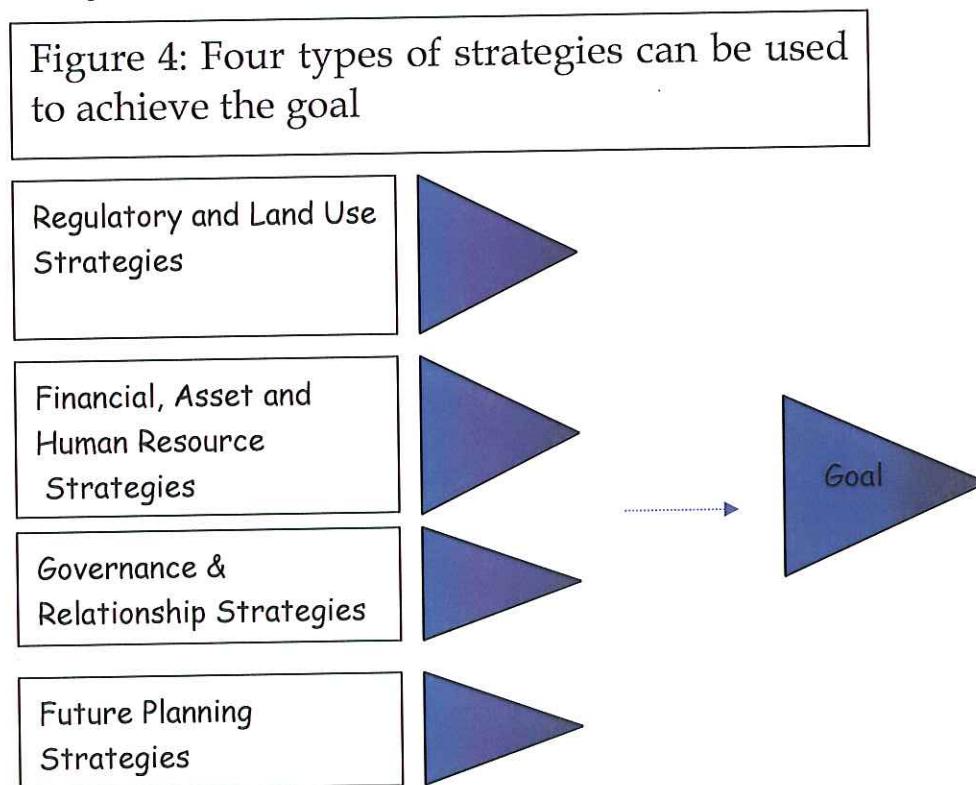 Figure 4: Four types of strategies can be used
to achieve the goal
Regulatory and Land Use
Strategies
Financial, Asset and
Human Resource
Strategies
Governance &
Relationship Strategies
Future Planning
Strategies
Goal